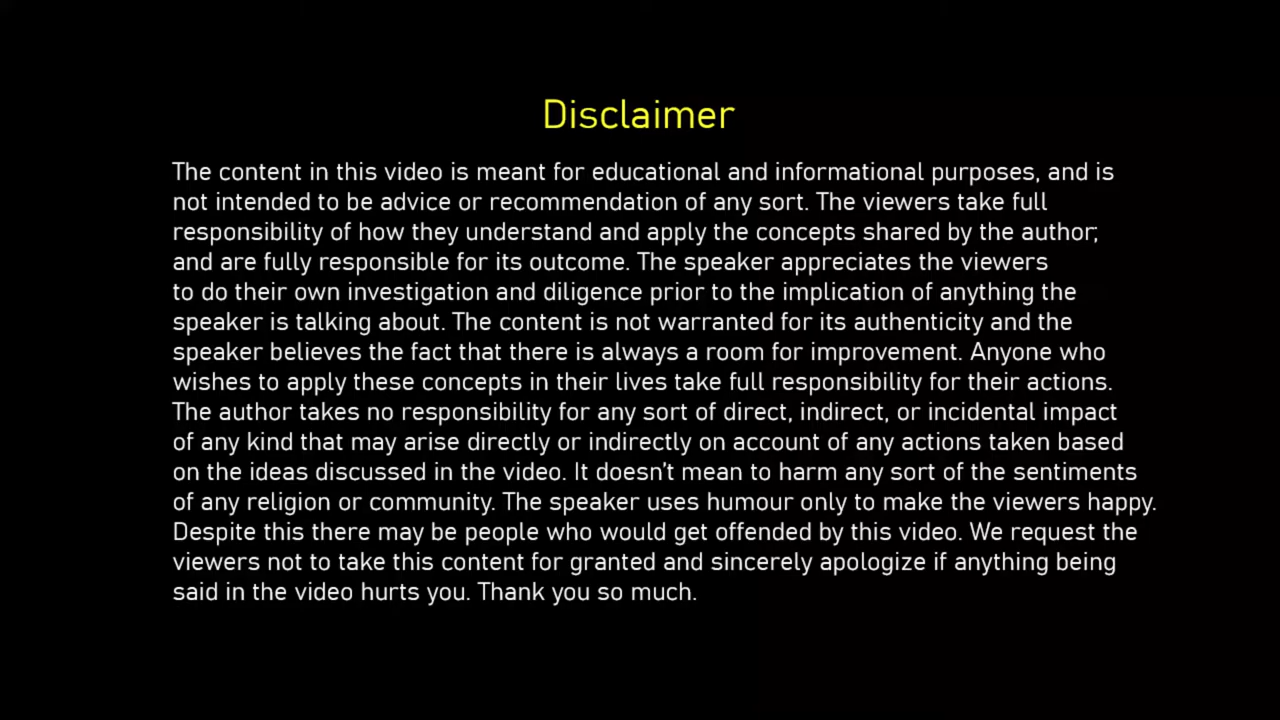 Disclaimer
The content in this video is meant for educational and informational purposes, and is
not intended to be advice or recommendation of any sort. The viewers take full
responsibility of how they understand and apply the concepts shared by the author;
and are fully responsible for its outcome. The speaker appreciates the viewers
to do their own investigation and diligence prior to the implication of anything the
speaker is talking about. The content is not warranted for its authenticity and the
speaker believes the fact that there is always a room for improvement. Anyone who
wishes to apply these concepts in their lives take full responsibility for their actions.
The author takes no responsibility for any sort of direct, indirect, or incidental impact
of any kind that may arise directly or indirectly on account of any actions taken based
on the ideas discussed in the video. It doesn't mean to harm any sort of the sentiments
of any religion or community. The speaker uses humour only to make the viewers happy.
Despite this there may be people who would get offended by this video. We request the
viewers not to take this content for granted and sincerely apologize if anything being
said in the video hurts you. Thank you so much.